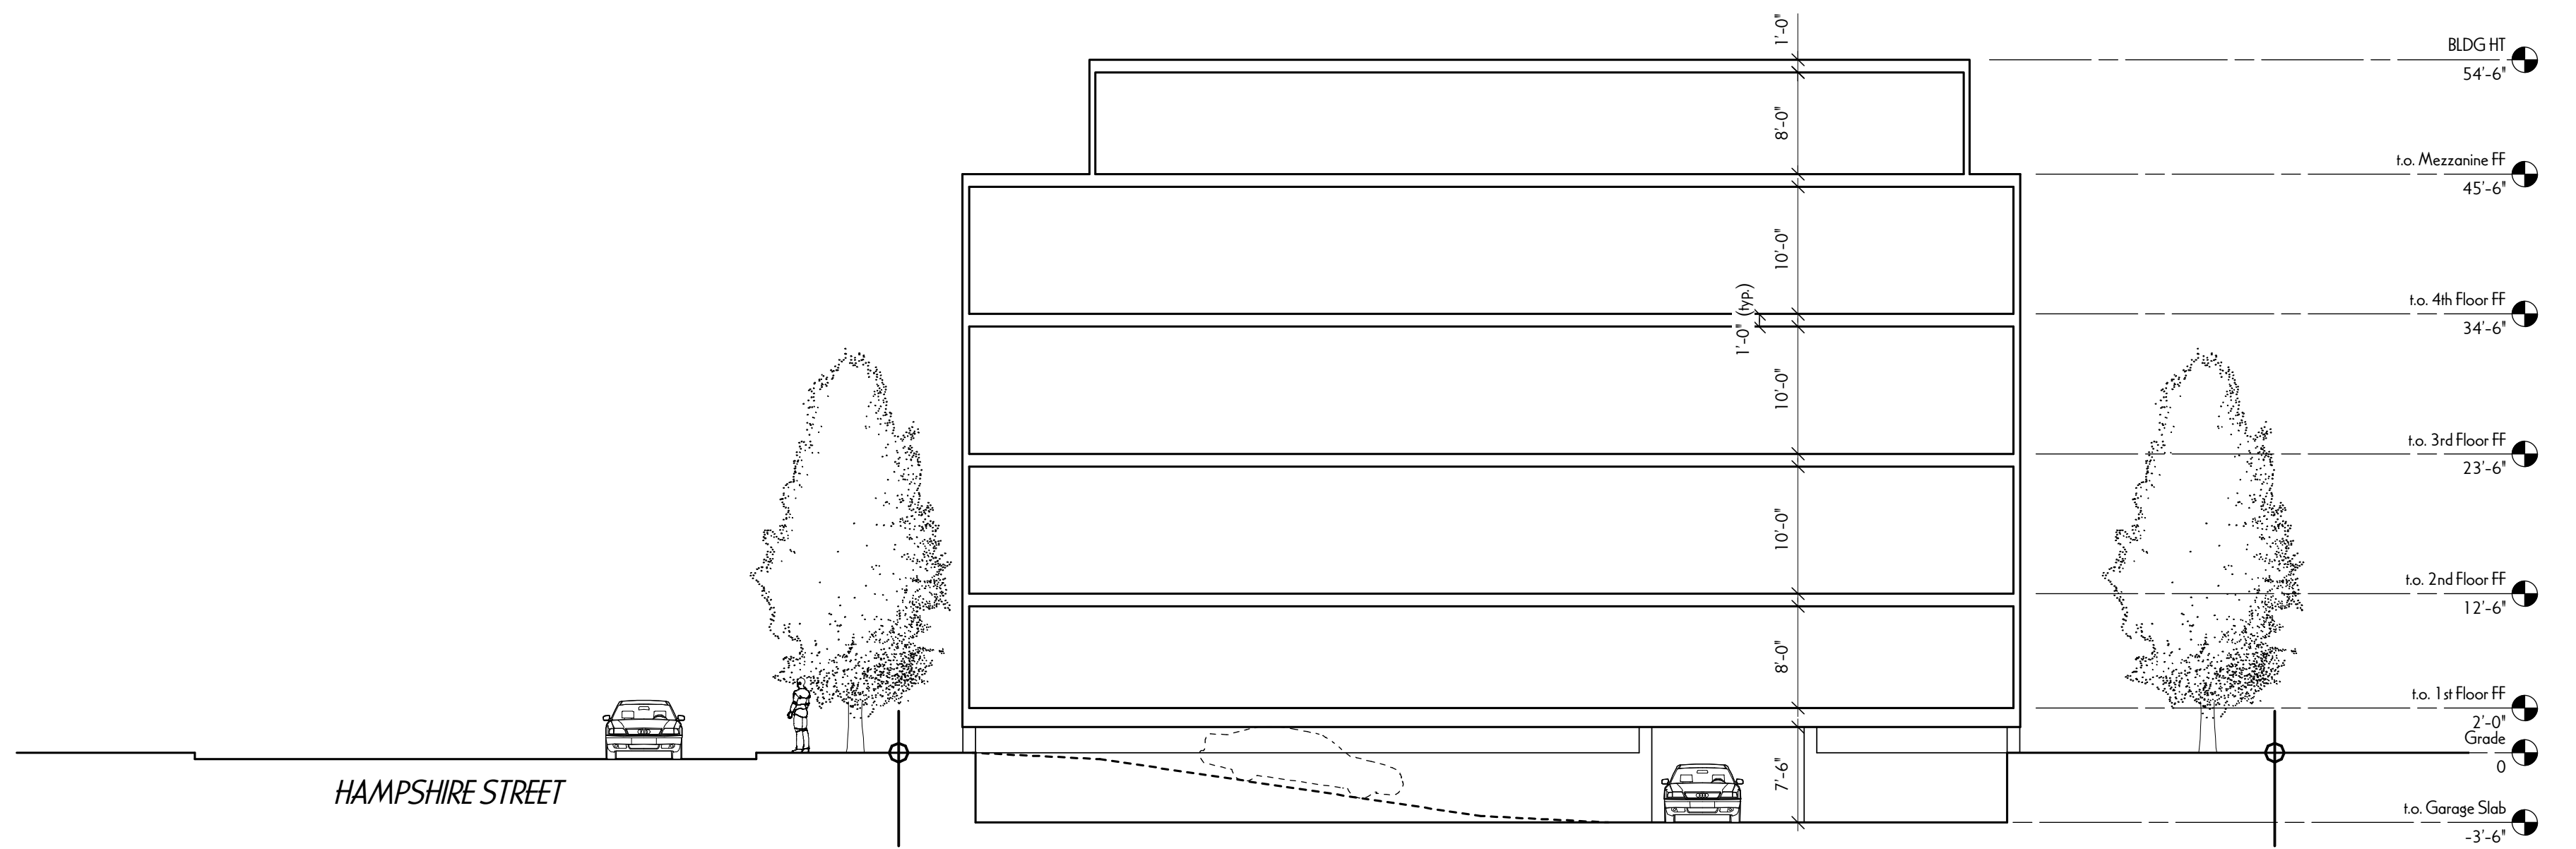 1'-0"
BLDG HT
54'-6"
8'-0"
t.o. Mezzanine FF
45'-6"
10'-0"
1'-0" (typ.)
t.o. 4th Floor FF
34'-6"
10'-0"
t.o. 3rd Floor FF
23'-6"
10'-0"
t.o. 2nd Floor FF
12'-6"
8'-0"
t.o. 1st Floor FF
2'-0"
Grade
0
HAMPSHIRE STREET
7'-6"
t.o. Garage Slab
-3'-6"